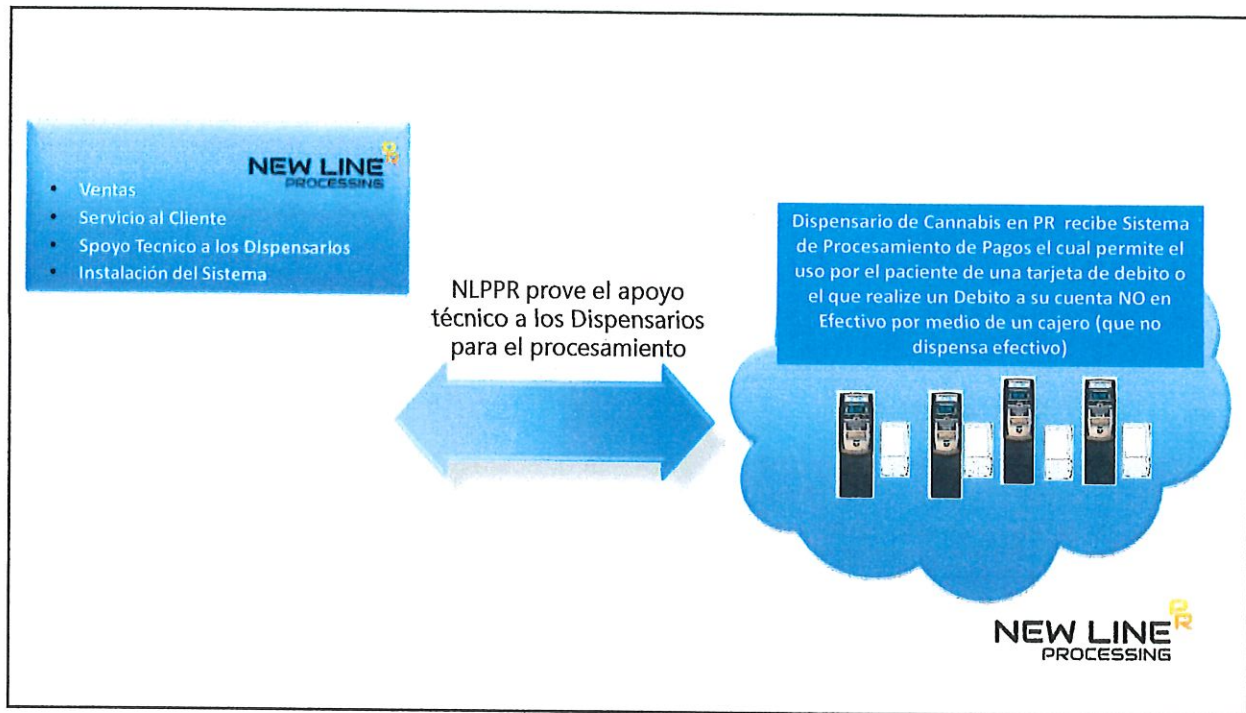 NEW LINE PR
PROCESSING
• Ventas
• Servicio al Cliente
• Spoyo Tecnico a los Dispensarios
• Instalación del Sistema
NLPPR prove el apoyo
técnico a los Dispensarios
para el procesamiento
Dispensario de Cannabis en PR recibe Sistema
de Procesamiento de Pagos el cual permite el
uso por el paciente de una tarjeta de debito o
el que realize un Debito a su cuenta NO en
Efectivo por medio de un cajero (que no
dispensa efectivo)
NEW LINE PR
PROCESSING